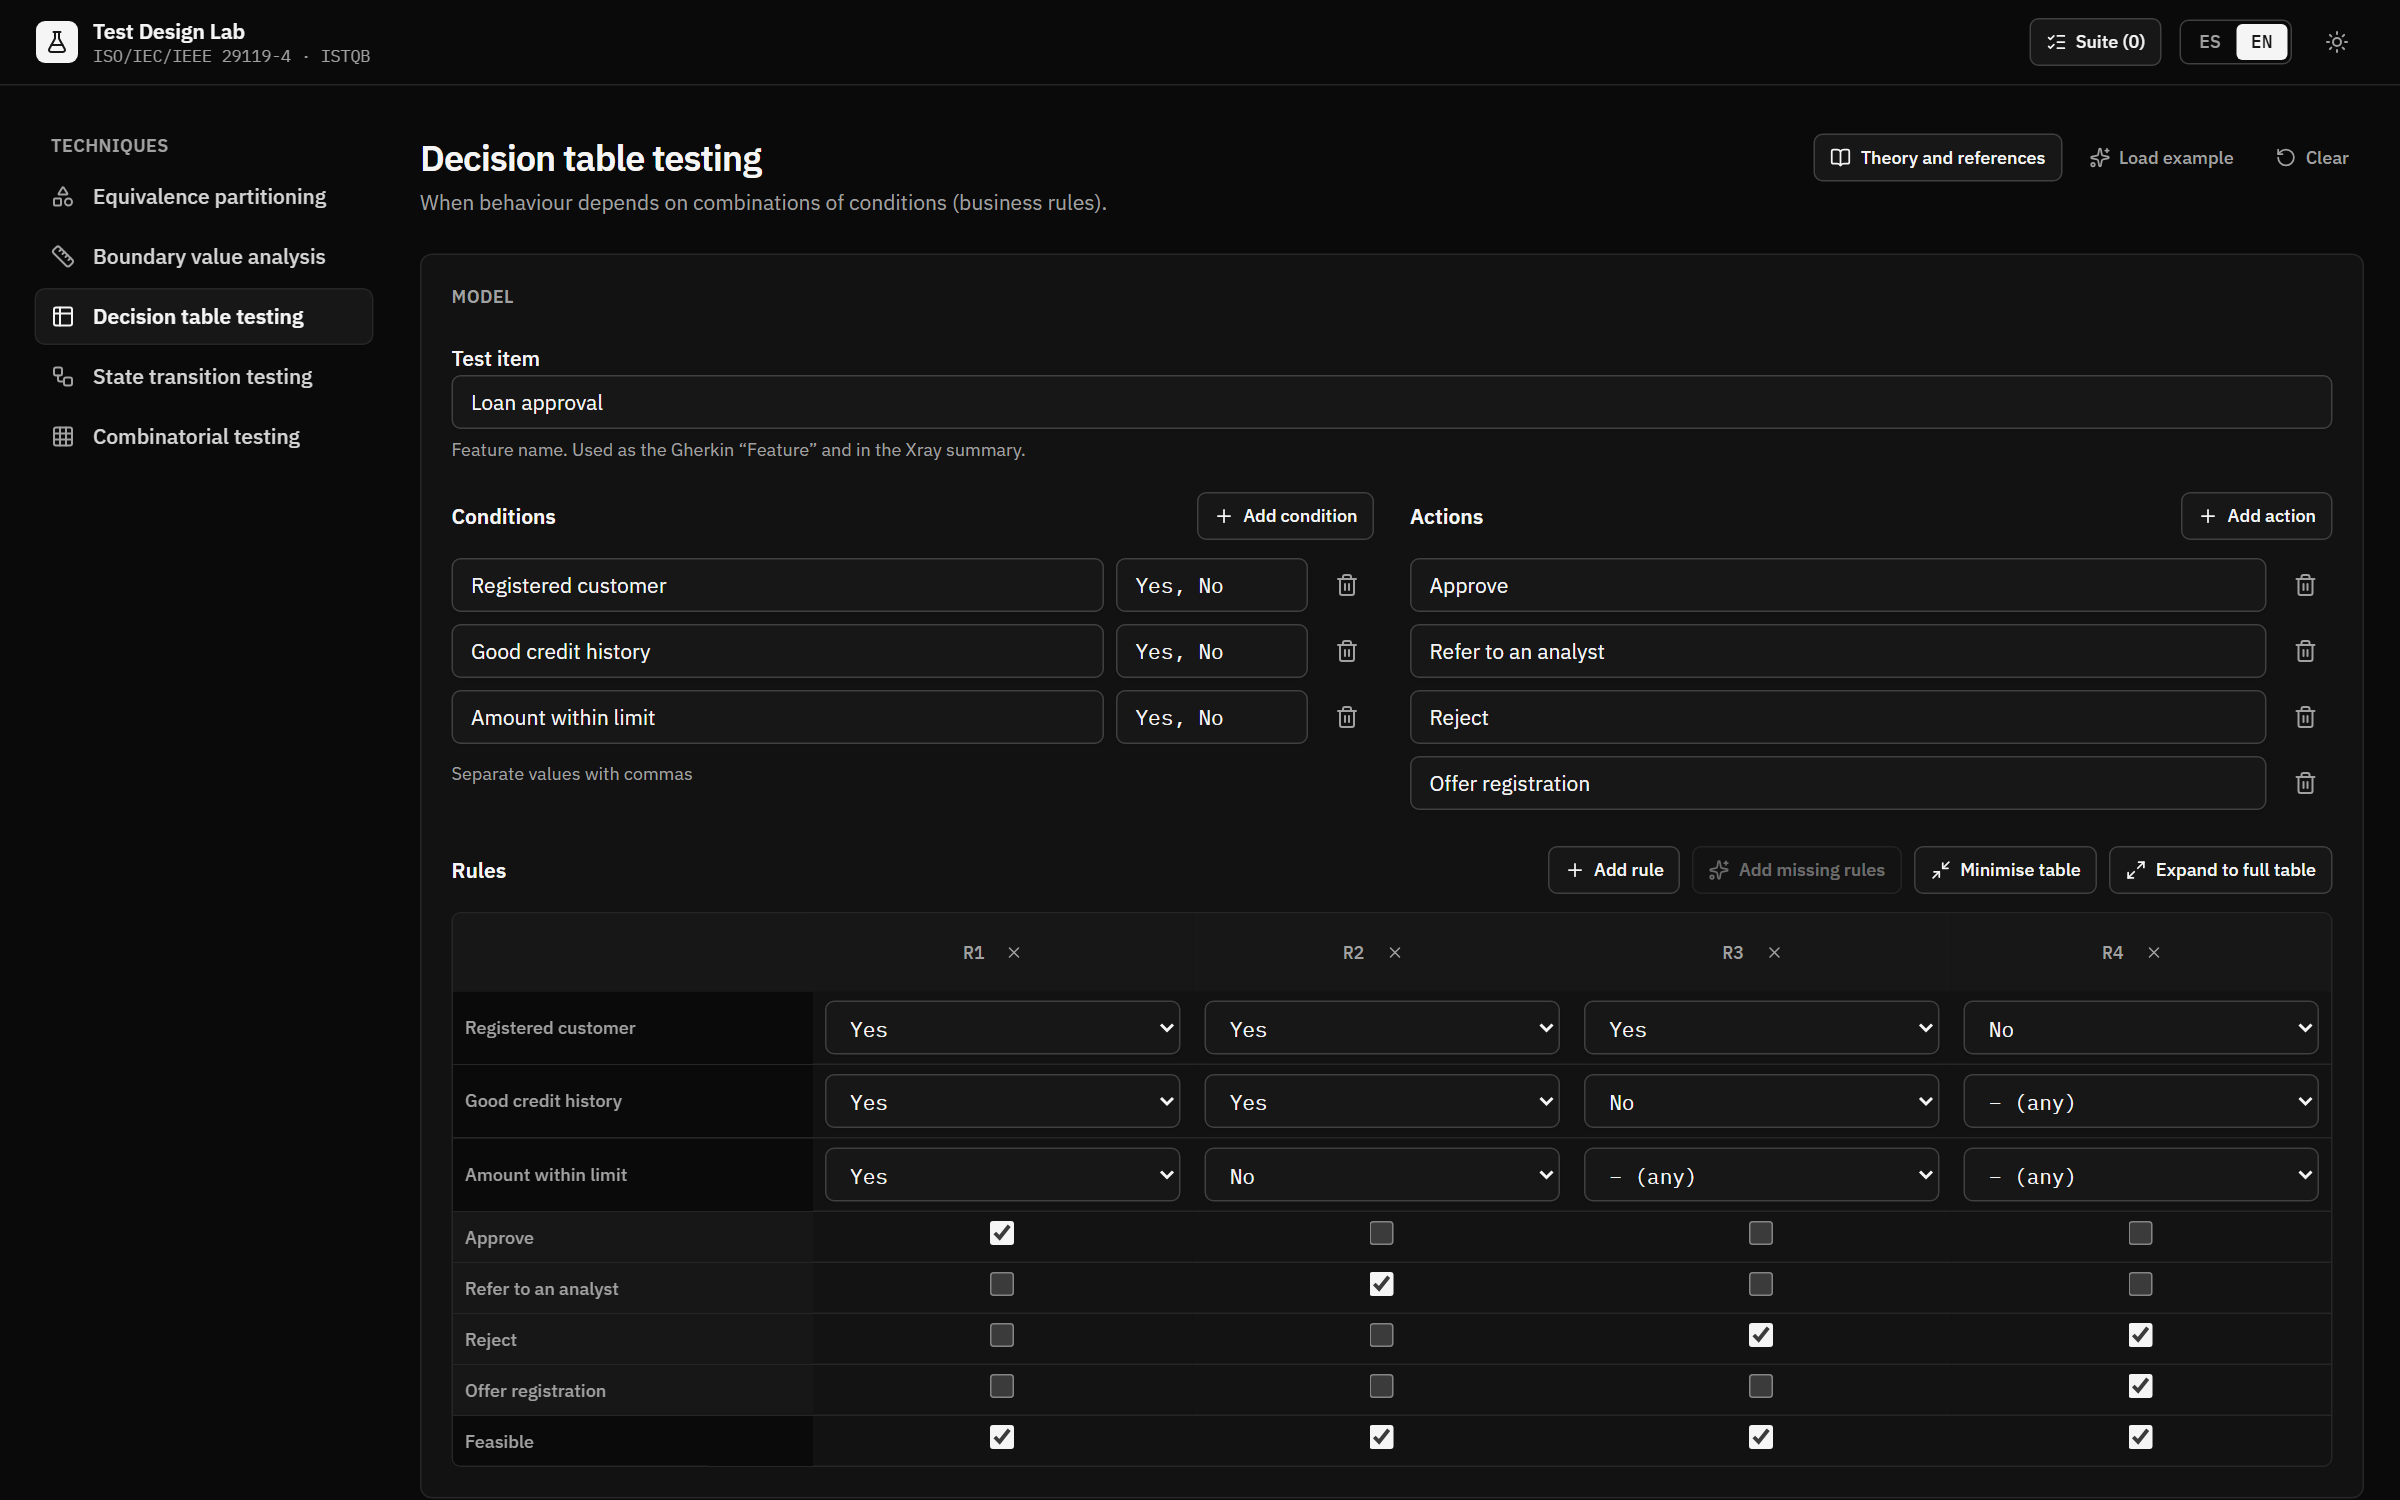 Test Design Lab
ISO/IEC/IEEE 29119-4 · ISTQB
Suite (0)
ES
EN
TECHNIQUES
Equivalence partitioning
Boundary value analysis
Decision table testing
State transition testing
Combinatorial testing
Decision table testing
When behaviour depends on combinations of conditions (business rules).
Theory and references
Load example
Clear
MODEL
Test item
Loan approval
Feature name. Used as the Gherkin “Feature” and in the Xray summary.
Conditions
Add condition
Registered customer
Yes, No
Good credit history
Yes, No
Amount within limit
Yes, No
Separate values with commas
Actions
Add action
Approve
Refer to an analyst
Reject
Offer registration
Rules
Add rule
Add missing rules
Minimise table
Expand to full table
R1 R2 R3 R4
Registered customer Yes Yes Yes No
Good credit history Yes Yes No – (any)
Amount within limit Yes No – (any) – (any)
Approve
Refer to an analyst
Reject
Offer registration
Feasible